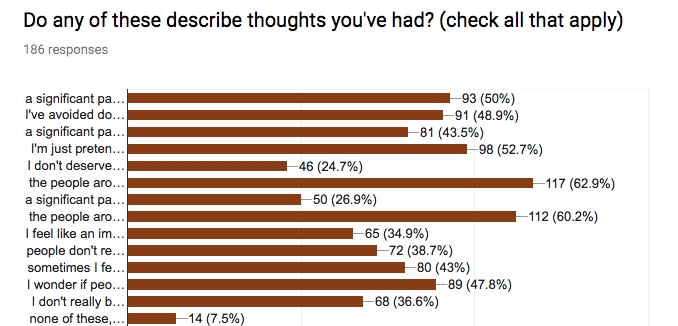 Do any of these describe thoughts you've had? (check all that apply)
186 responses
a significant pa... 93 (50%)
I've avoided do... 91 (48.9%)
a significant pa... 81 (43.5%)
I'm just preten... 98 (52.7%)
I don't deserve... 46 (24.7%)
the people aro... 117 (62.9%)
a significant pa... 50 (26.9%)
the people aro... 112 (60.2%)
I feel like an im... 65 (34.9%)
people don't re... 72 (38.7%)
sometimes I fe... 80 (43%)
I wonder if peo... 89 (47.8%)
I don't really b... 68 (36.6%)
none of these,... 14 (7.5%)